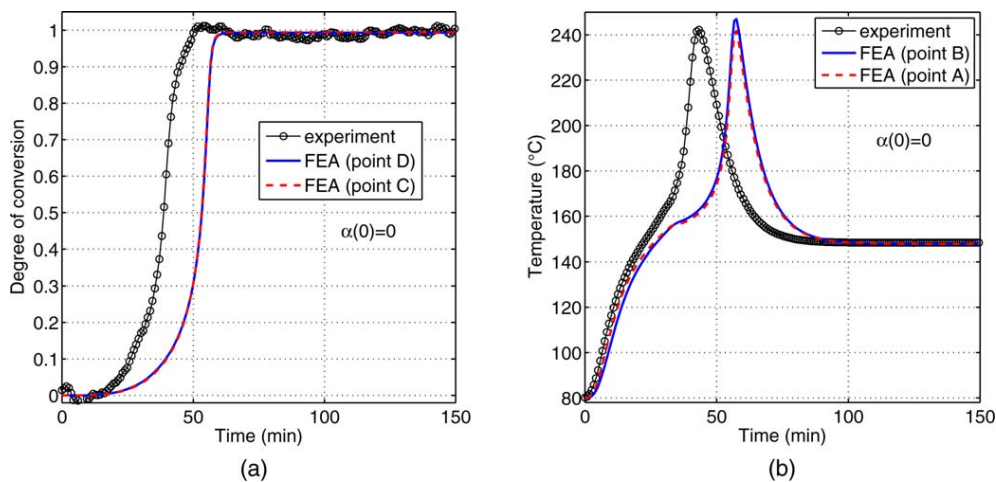 1
0.9
0.8
0.7
0.6
0.5
0.4
0.3
0.2
0.1
0
Degree of conversion
experiment
FEA (point D)
FEA (point C)
α(0)=0
0 50 100 150
Time (min)
(a)
240
220
200
180
160
140
120
100
80
Temperature (°C)
experiment
FEA (point B)
FEA (point A)
α(0)=0
0 50 100 150
Time (min)
(b)